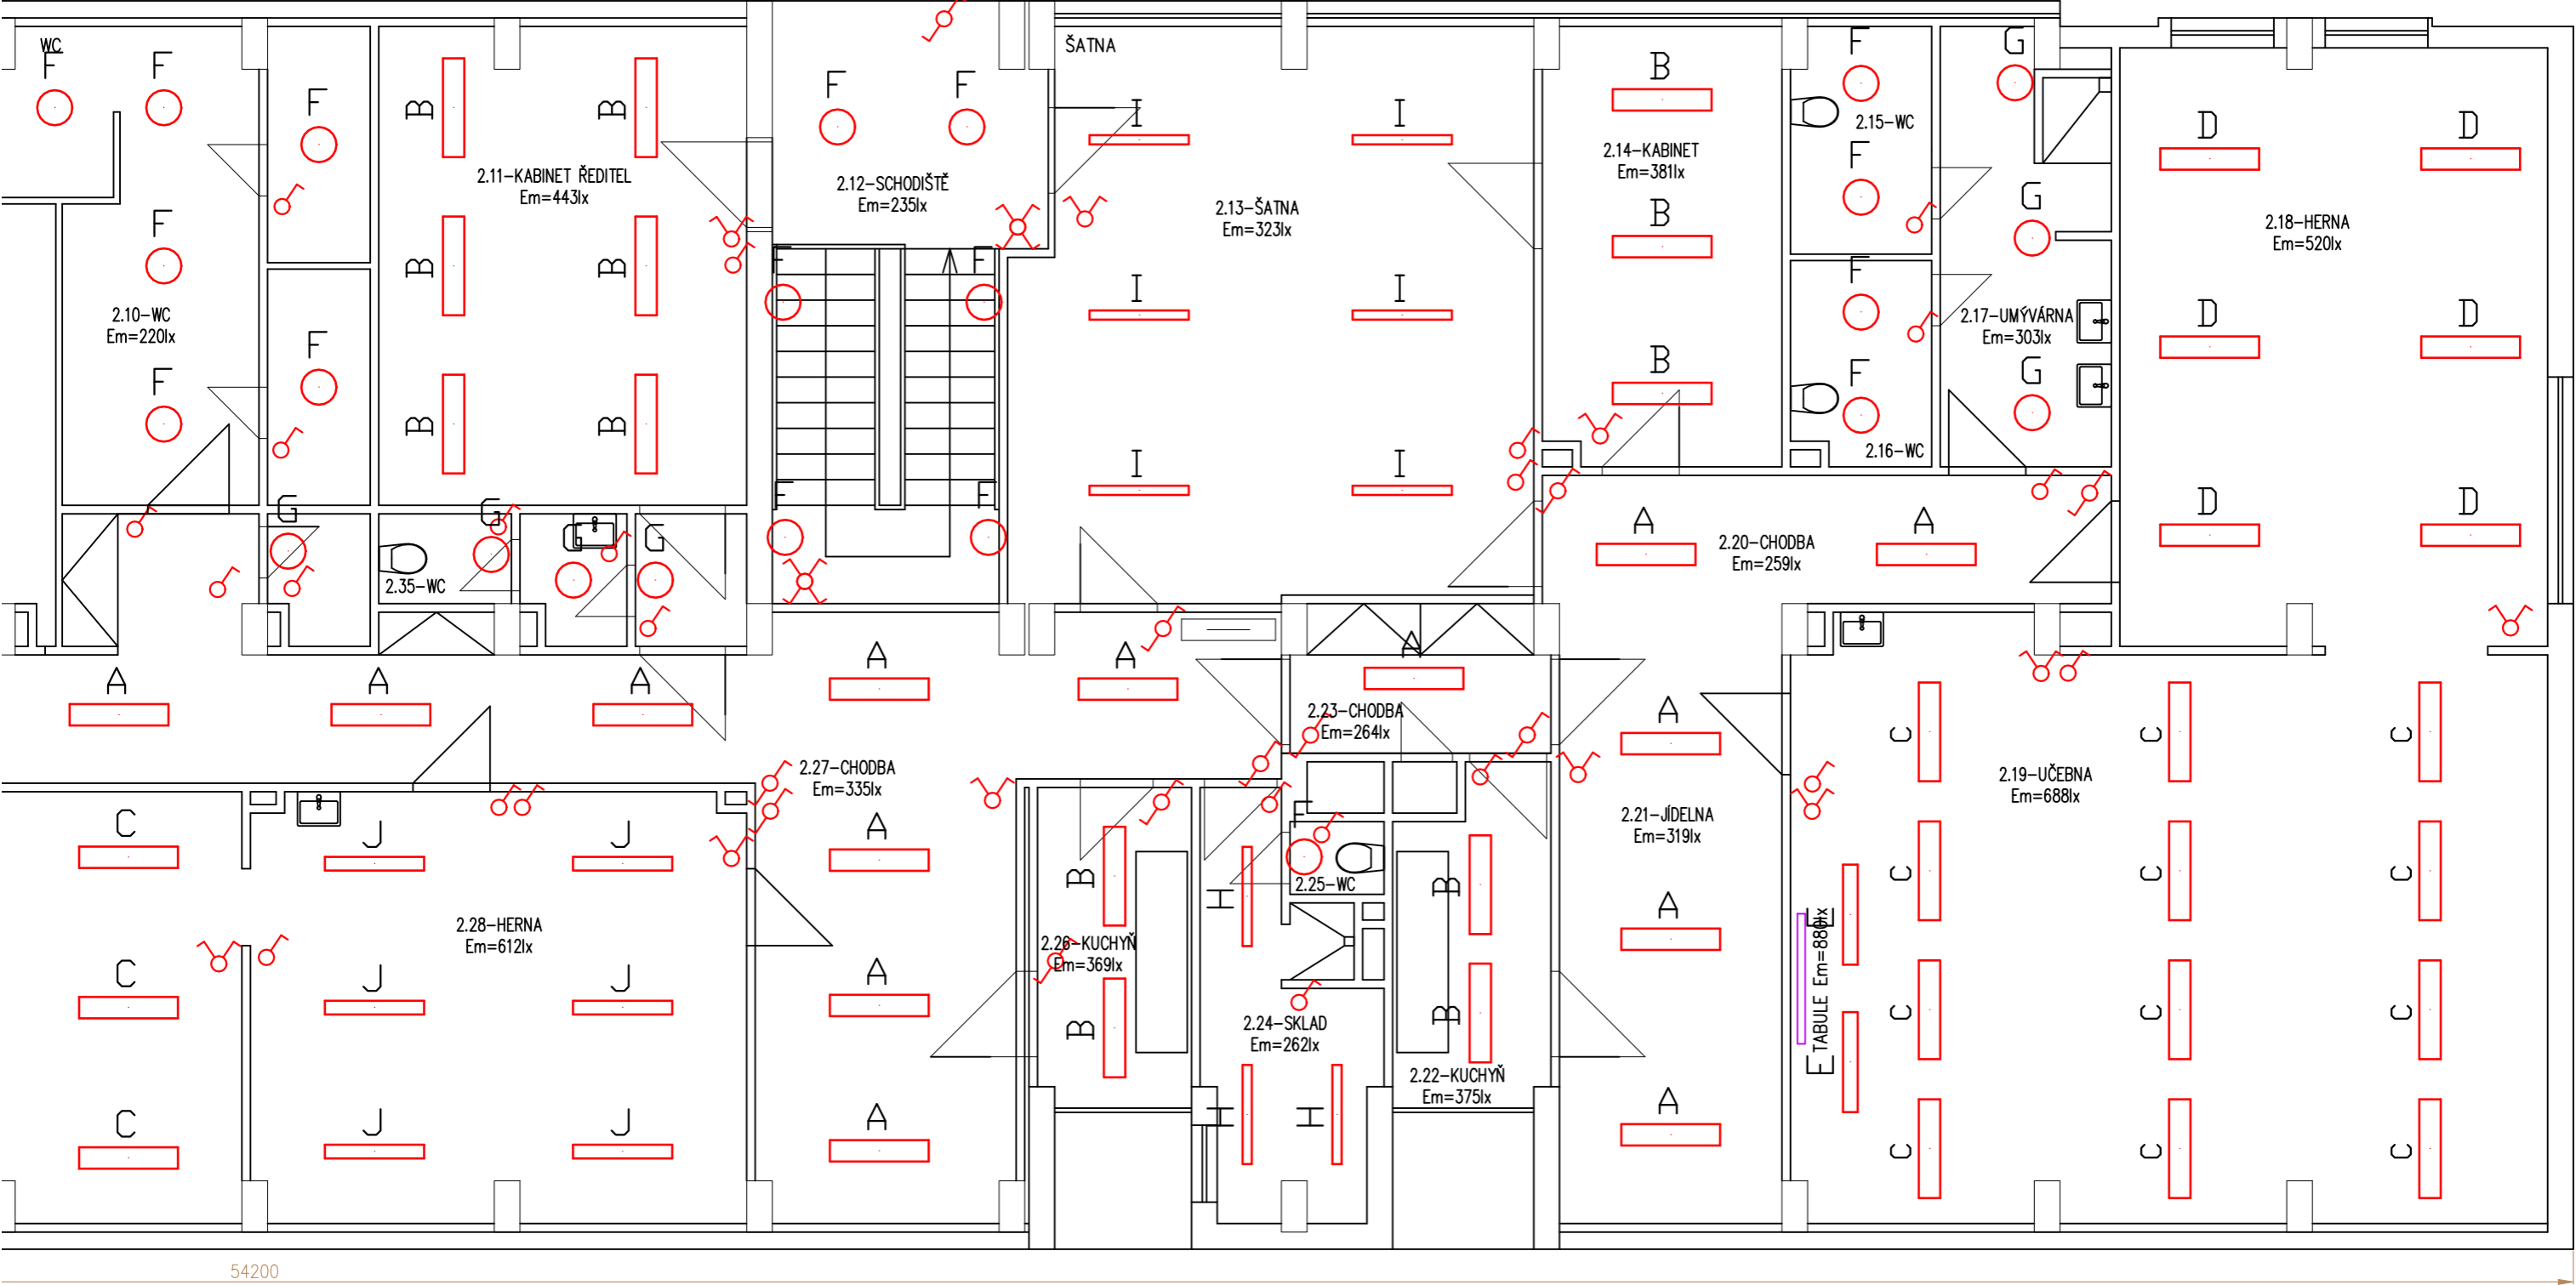 WC
F
F
F
B
B
F
F
ŠATNA
I
I
B
F
G
D
D
2.15-WC
2.11-KABINET ŘEDITEL
Em=443lx
2.12-SCHODIŠTĚ
Em=235lx
2.13-ŠATNA
Em=323lx
2.14-KABINET
Em=381lx
F
G
B
2.18-HERNA
Em=520lx
F
B
B
F
F
I
I
F
2.10-WC
Em=220lx
F
2.17-UMÝVÁRNA
Em=303lx
D
D
F
B
B
B
F
G
2.16-WC
I
I
F
F
G
G
G
G
2.35-WC
A
A
2.20-CHODBA
Em=259lx
D
D
A
A
A
A
A
A
2.23-CHODBA
Em=264lx
A
C
C
C
2.27-CHODBA
Em=335lx
2.19-UČEBNA
Em=688lx
C
J
J
A
F
2.21-JÍDELNA
Em=319lx
2.25-WC
B
H
B
C
C
C
2.28-HERNA
Em=612lx
2.26-KUCHYŇ
Em=369lx
A
E
TABULE Em=880lx
E
C
J
J
A
B
2.24-SKLAD
Em=262lx
B
C
C
C
2.22-KUCHYŇ
Em=375lx
C
J
J
A
H
H
A
C
C
C
54200